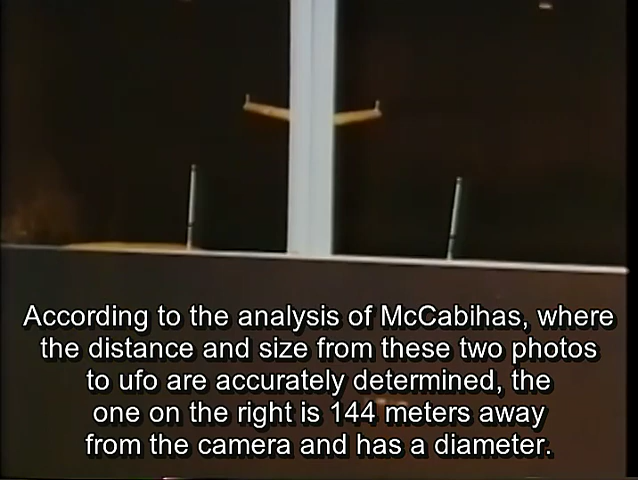 According to the analysis of McCabihas, where
the distance and size from these two photos
to ufo are accurately determined, the
one on the right is 144 meters away
from the camera and has a diameter.